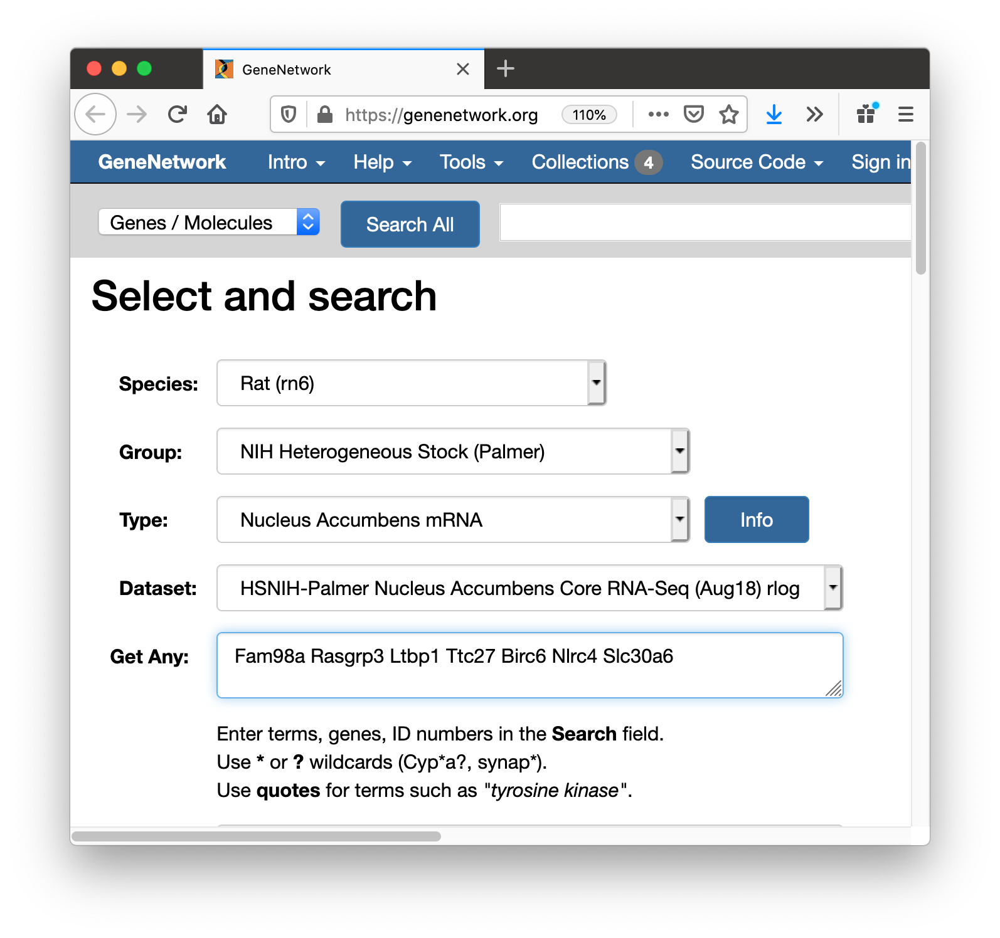 GeneNetwork
https://genenetwork.org 110%
GeneNetwork Intro Help Tools Collections 4 Source Code Sign in
Genes / Molecules Search All
Select and search
Species: Rat (rn6)
Group: NIH Heterogeneous Stock (Palmer)
Type: Nucleus Accumbens mRNA Info
Dataset: HSNIH-Palmer Nucleus Accumbens Core RNA-Seq (Aug18) rlog
Get Any: Fam98a Rasgrp3 Ltbp1 Ttc27 Birc6 Nlrc4 Slc30a6
Enter terms, genes, ID numbers in the Search field.
Use * or ? wildcards (Cyp*a?, synap*).
Use quotes for terms such as "tyrosine kinase".